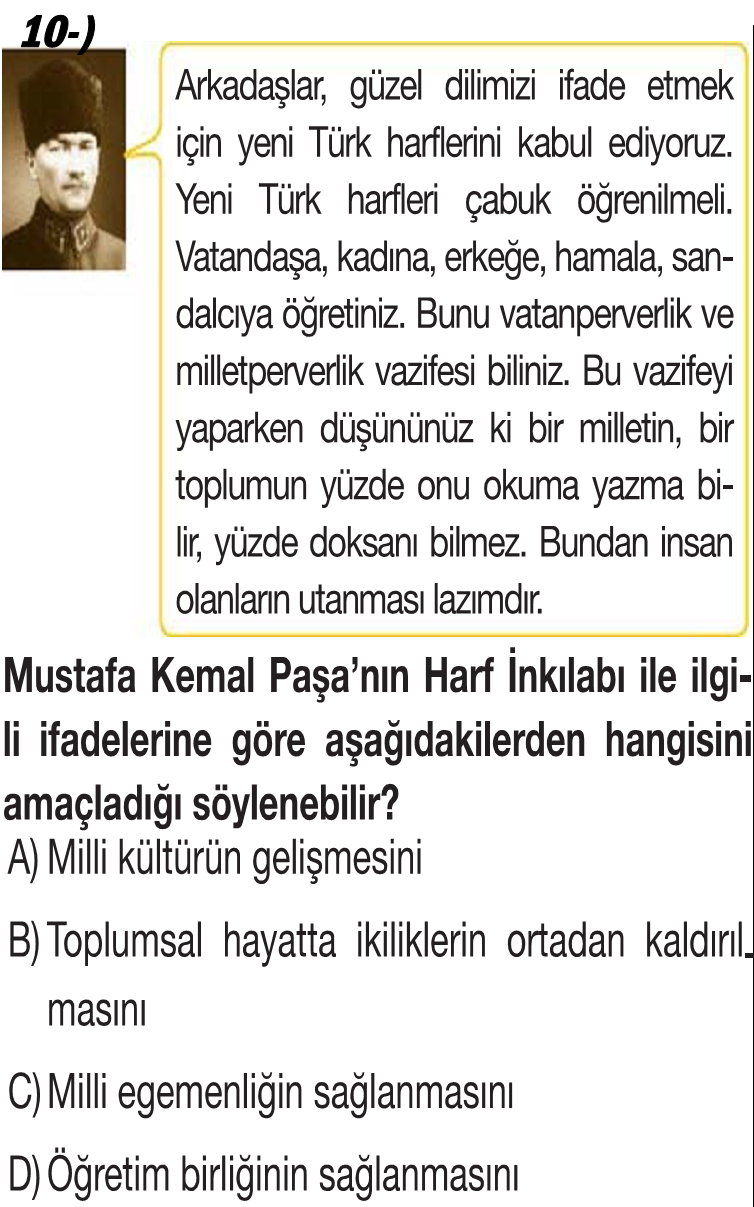 10-)
Arkadaşlar, güzel dilimizi ifade etmek
için yeni Türk harflerini kabul ediyoruz.
Yeni Türk harfleri çabuk öğrenilmeli.
Vatandaşa, kadına, erkeğe, hamala, san-
dalcıya öğretiniz. Bunu vatanperverlik ve
milletperverlik vazifesi biliniz. Bu vazifeyi
yaparken düşününüz ki bir milletin, bir
toplumun yüzde onu okuma yazma bi-
lir, yüzde doksanı bilmez. Bundan insan
olanların utanması lazımdır.
Mustafa Kemal Paşa’nın Harf İnkılabı ile ilgi-
li ifadelerine göre aşağıdakilerden hangisini
amaçladığı söylenebilir?
A) Milli kültürün gelişmesini
B) Toplumsal hayatta ikiliklerin ortadan kaldırıl-
masını
C) Milli egemenliğin sağlanmasını
D) Öğretim birliğinin sağlanmasını